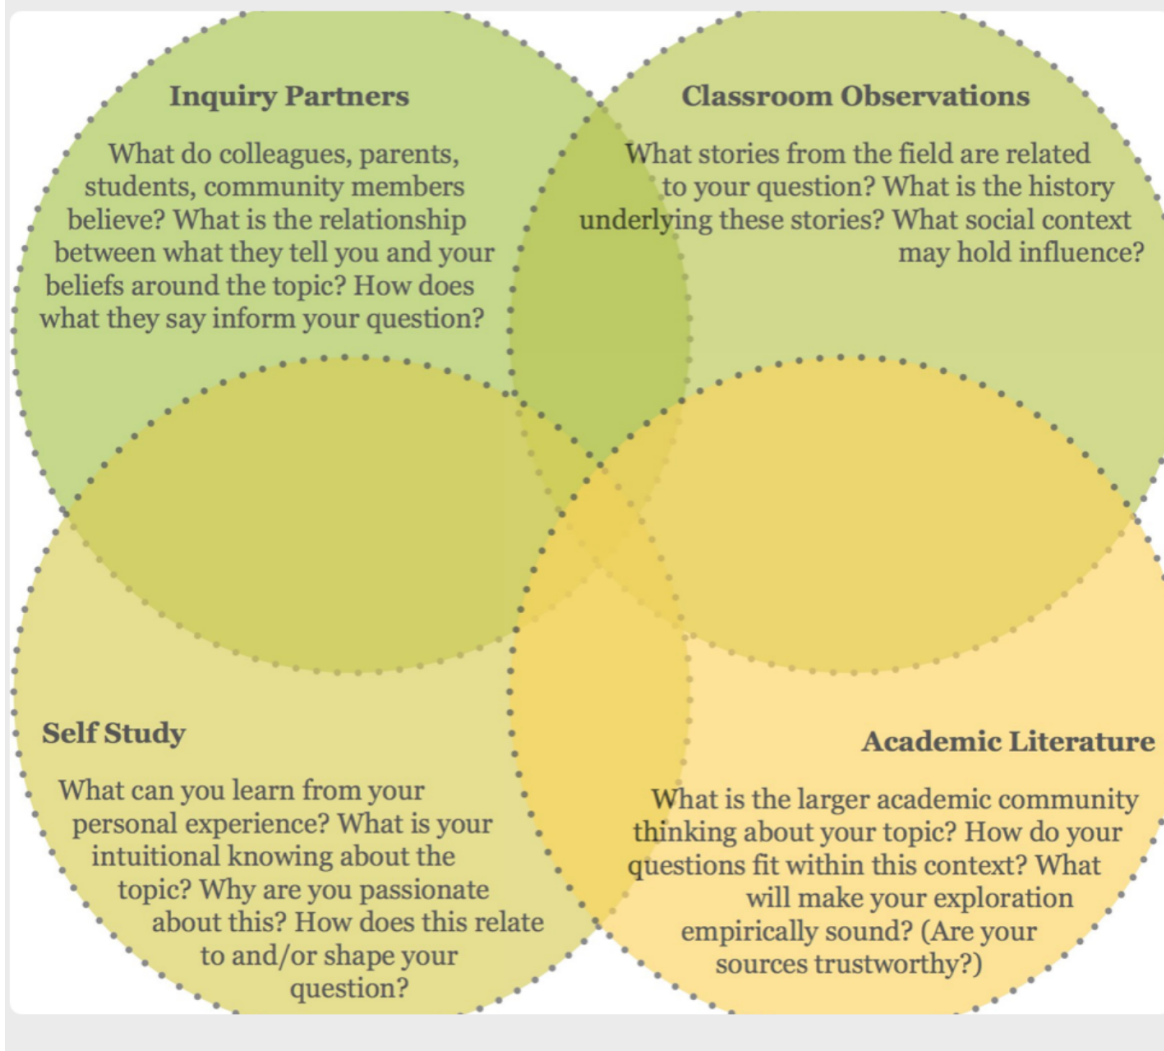 Inquiry Partners
What do colleagues, parents,
students, community members
believe? What is the relationship
between what they tell you and your
beliefs around the topic? How does
what they say inform your question?
Classroom Observations
What stories from the field are related
to your question? What is the history
underlying these stories? What social context
may hold influence?
Self Study
What can you learn from your
personal experience? What is your
intuitional knowing about the
topic? Why are you passionate
about this? How does this relate
to and/or shape your
question?
Academic Literature
What is the larger academic community
thinking about your topic? How do your
questions fit within this context? What
will make your exploration
empirically sound? (Are your
sources trustworthy?)